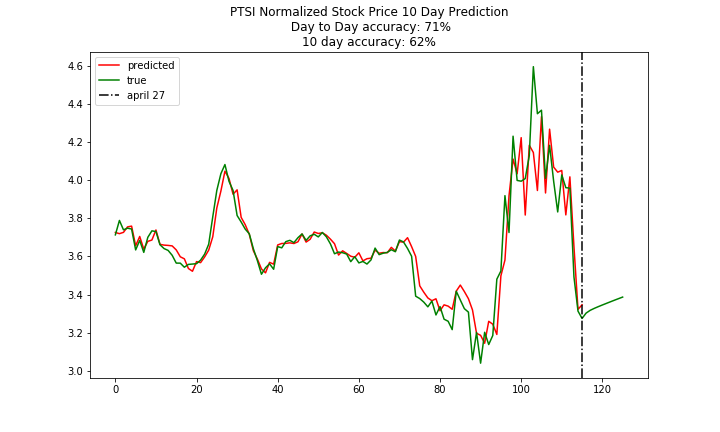 PTSI Normalized Stock Price 10 Day Prediction
Day to Day accuracy: 71%
10 day accuracy: 62%
predicted
true
april 27
4.6
4.4
4.2
4.0
3.8
3.6
3.4
3.2
3.0
0 20 40 60 80 100 120